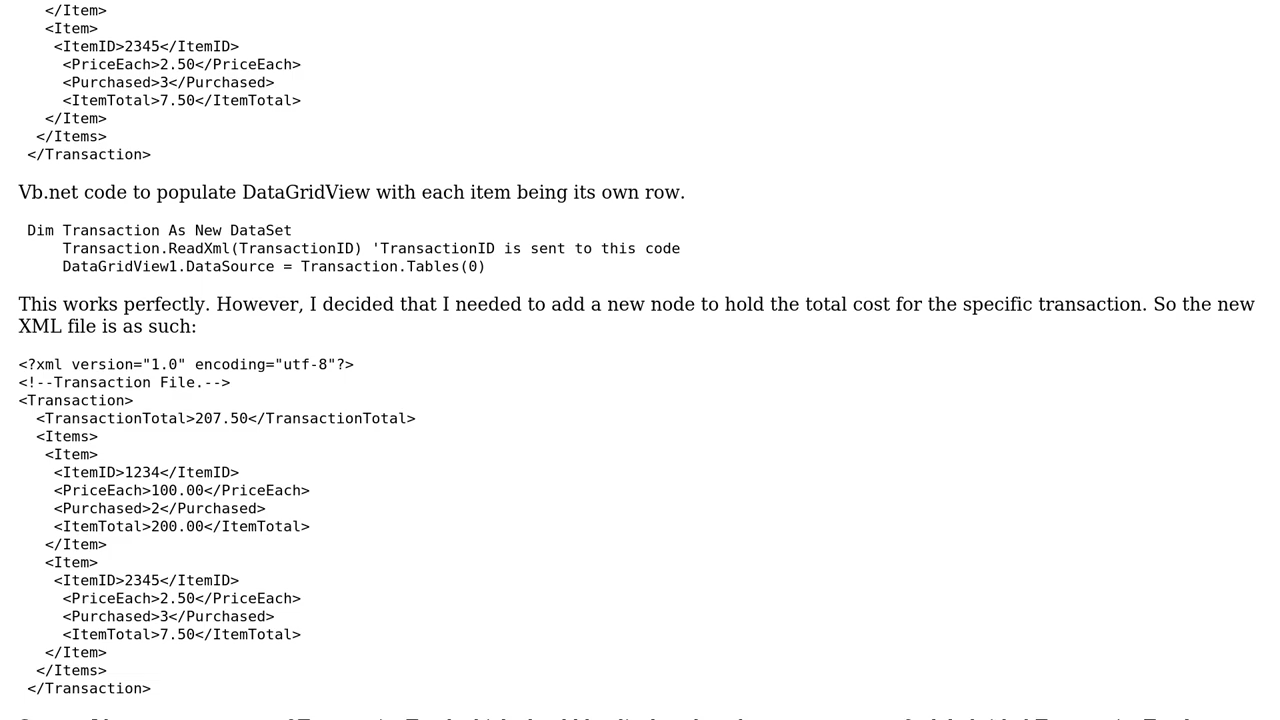 </Item>
<Item>
<ItemID>2345</ItemID>
<PriceEach>2.50</PriceEach>
<Purchased>3</Purchased>
<ItemTotal>7.50</ItemTotal>
</Item>
</Items>
</Transaction>
Vb.net code to populate DataGridView with each item being its own row.
Dim Transaction As New DataSet
Transaction.ReadXml(TransactionID) 'TransactionID is sent to this code
DataGridView1.DataSource = Transaction.Tables(0)
This works perfectly. However, I decided that I needed to add a new node to hold the total cost for the specific transaction. So the new
XML file is as such:
<?xml version="1.0" encoding="utf-8"?>
<!--Transaction File.-->
<Transaction>
<TransactionTotal>207.50</TransactionTotal>
<Items>
<Item>
<ItemID>1234</ItemID>
<PriceEach>100.00</PriceEach>
<Purchased>2</Purchased>
<ItemTotal>200.00</ItemTotal>
</Item>
<Item>
<ItemID>2345</ItemID>
<PriceEach>2.50</PriceEach>
<Purchased>3</Purchased>
<ItemTotal>7.50</ItemTotal>
</Item>
</Items>
</Transaction>